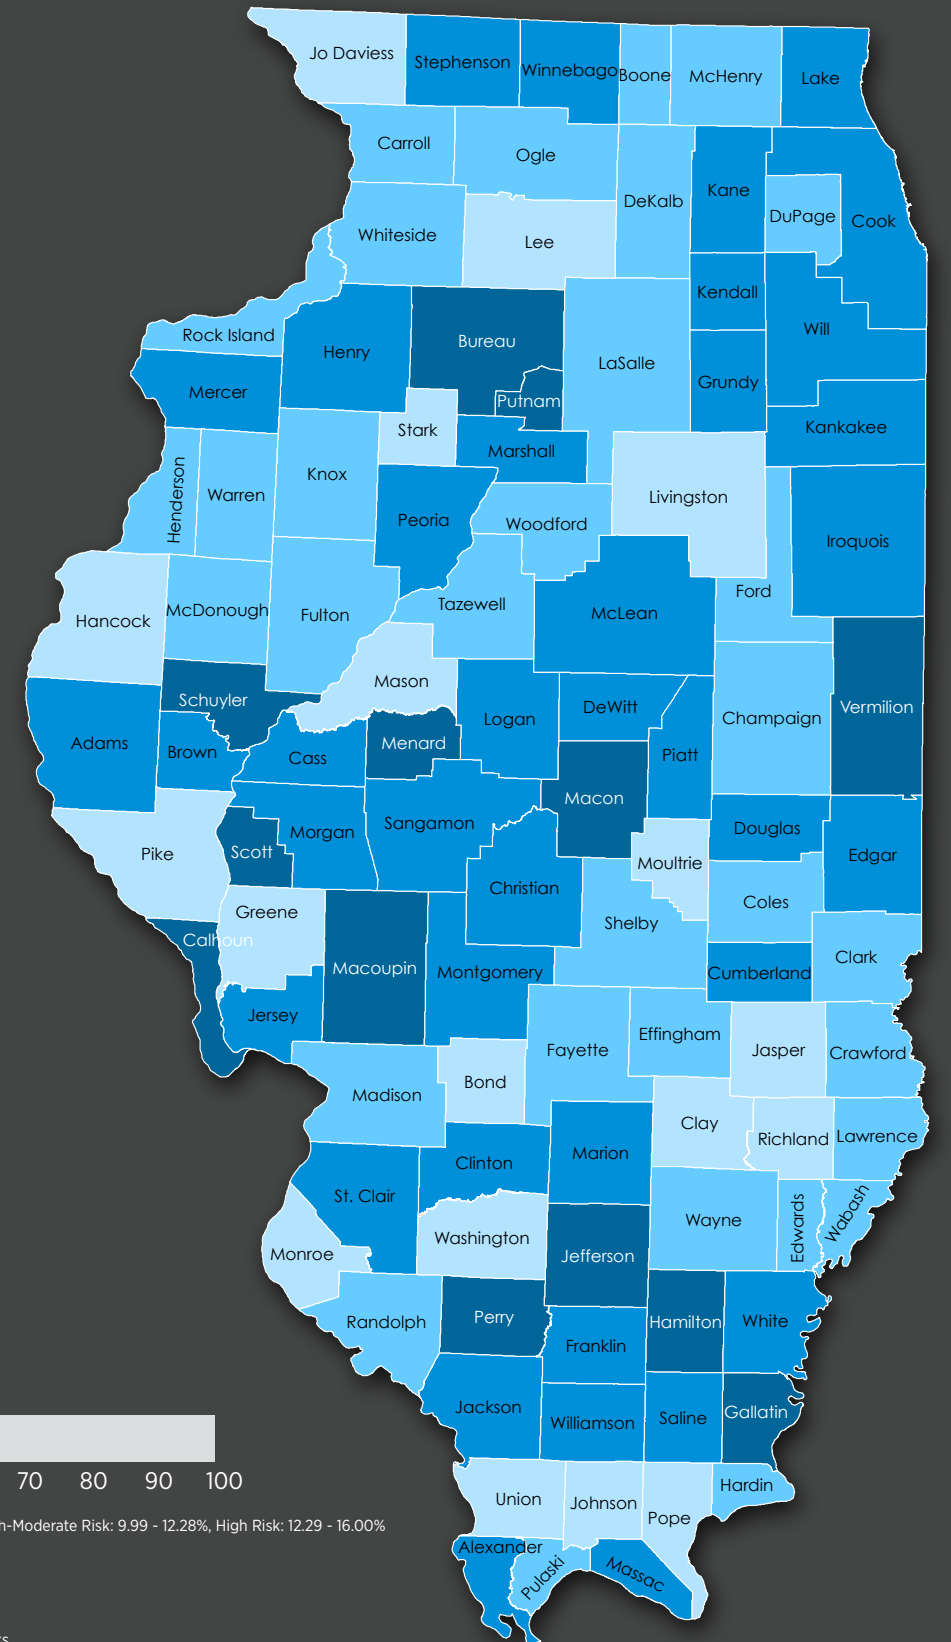 Jo Daviess
Stephenson
Winnebago
Boone
McHenry
Lake
Carroll
Ogle
DeKalb
Kane
DuPage
Cook
Whiteside
Lee
Kendall
Will
Rock Island
Henry
Bureau
LaSalle
Grundy
Mercer
Putnam
Kankakee
Stark
Marshall
Henderson
Warren
Knox
Peoria
Woodford
Livingston
Iroquois
Hancock
McDonough
Fulton
Tazewell
McLean
Ford
Schuyler
Mason
Logan
DeWitt
Champaign
Vermilion
Adams
Brown
Cass
Menard
Piatt
Macon
Pike
Scott
Morgan
Sangamon
Christian
Moultrie
Douglas
Edgar
Greene
Calhoun
Macoupin
Montgomery
Shelby
Coles
Cumberland
Clark
Jersey
Fayette
Effingham
Jasper
Crawford
Madison
Bond
Clay
Richland
Lawrence
Clinton
Marion
St. Clair
Wayne
Edwards
Wabash
Monroe
Washington
Jefferson
Randolph
Perry
Franklin
Hamilton
White
Jackson
Williamson
Saline
Gallatin
Union
Johnson
Pope
Hardin
Alexander
Pulaski
Massac
70 80 90 100
h-Moderate Risk: 9.99 - 12.28%, High Risk: 12.29 - 16.00%